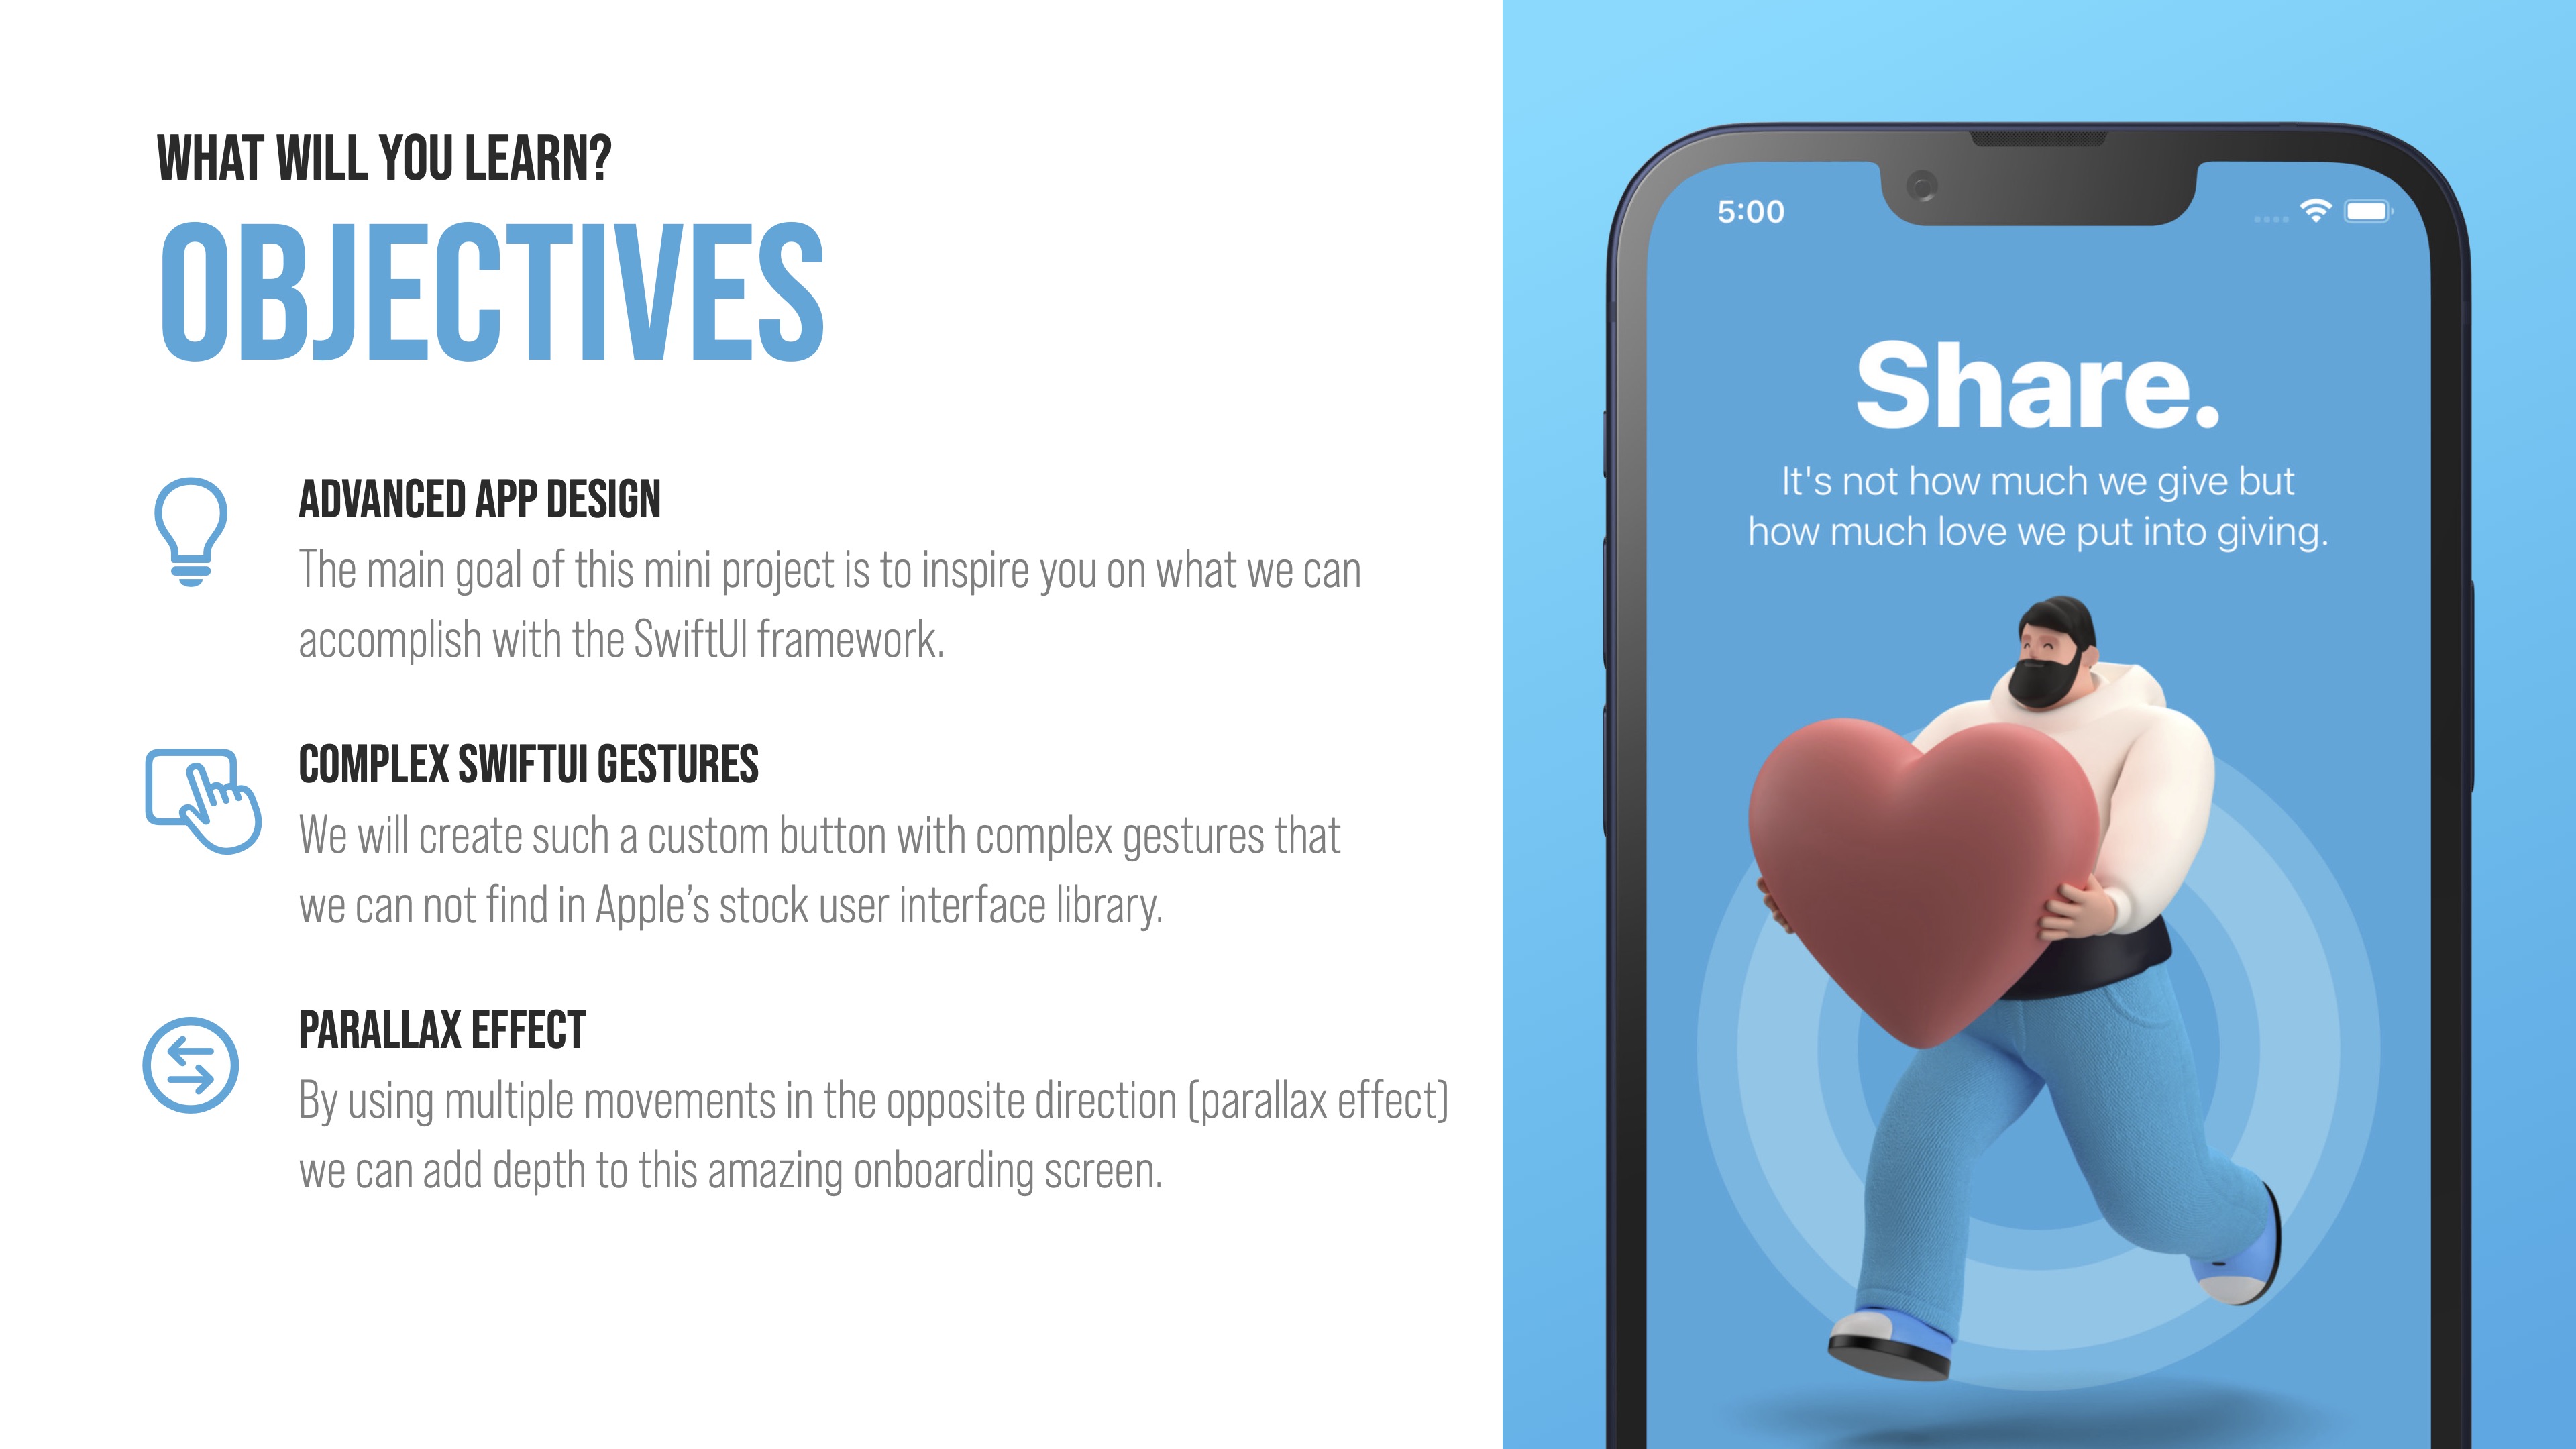 WHAT WILL YOU LEARN?
OBJECTIVES
ADVANCED APP DESIGN
The main goal of this mini project is to inspire you on what we can
accomplish with the SwiftUI framework.
COMPLEX SWIFTUI GESTURES
We will create such a custom button with complex gestures that
we can not find in Apple’s stock user interface library.
PARALLAX EFFECT
By using multiple movements in the opposite direction (parallax effect)
we can add depth to this amazing onboarding screen.
5:00
Share.
It's not how much we give but
how much love we put into giving.